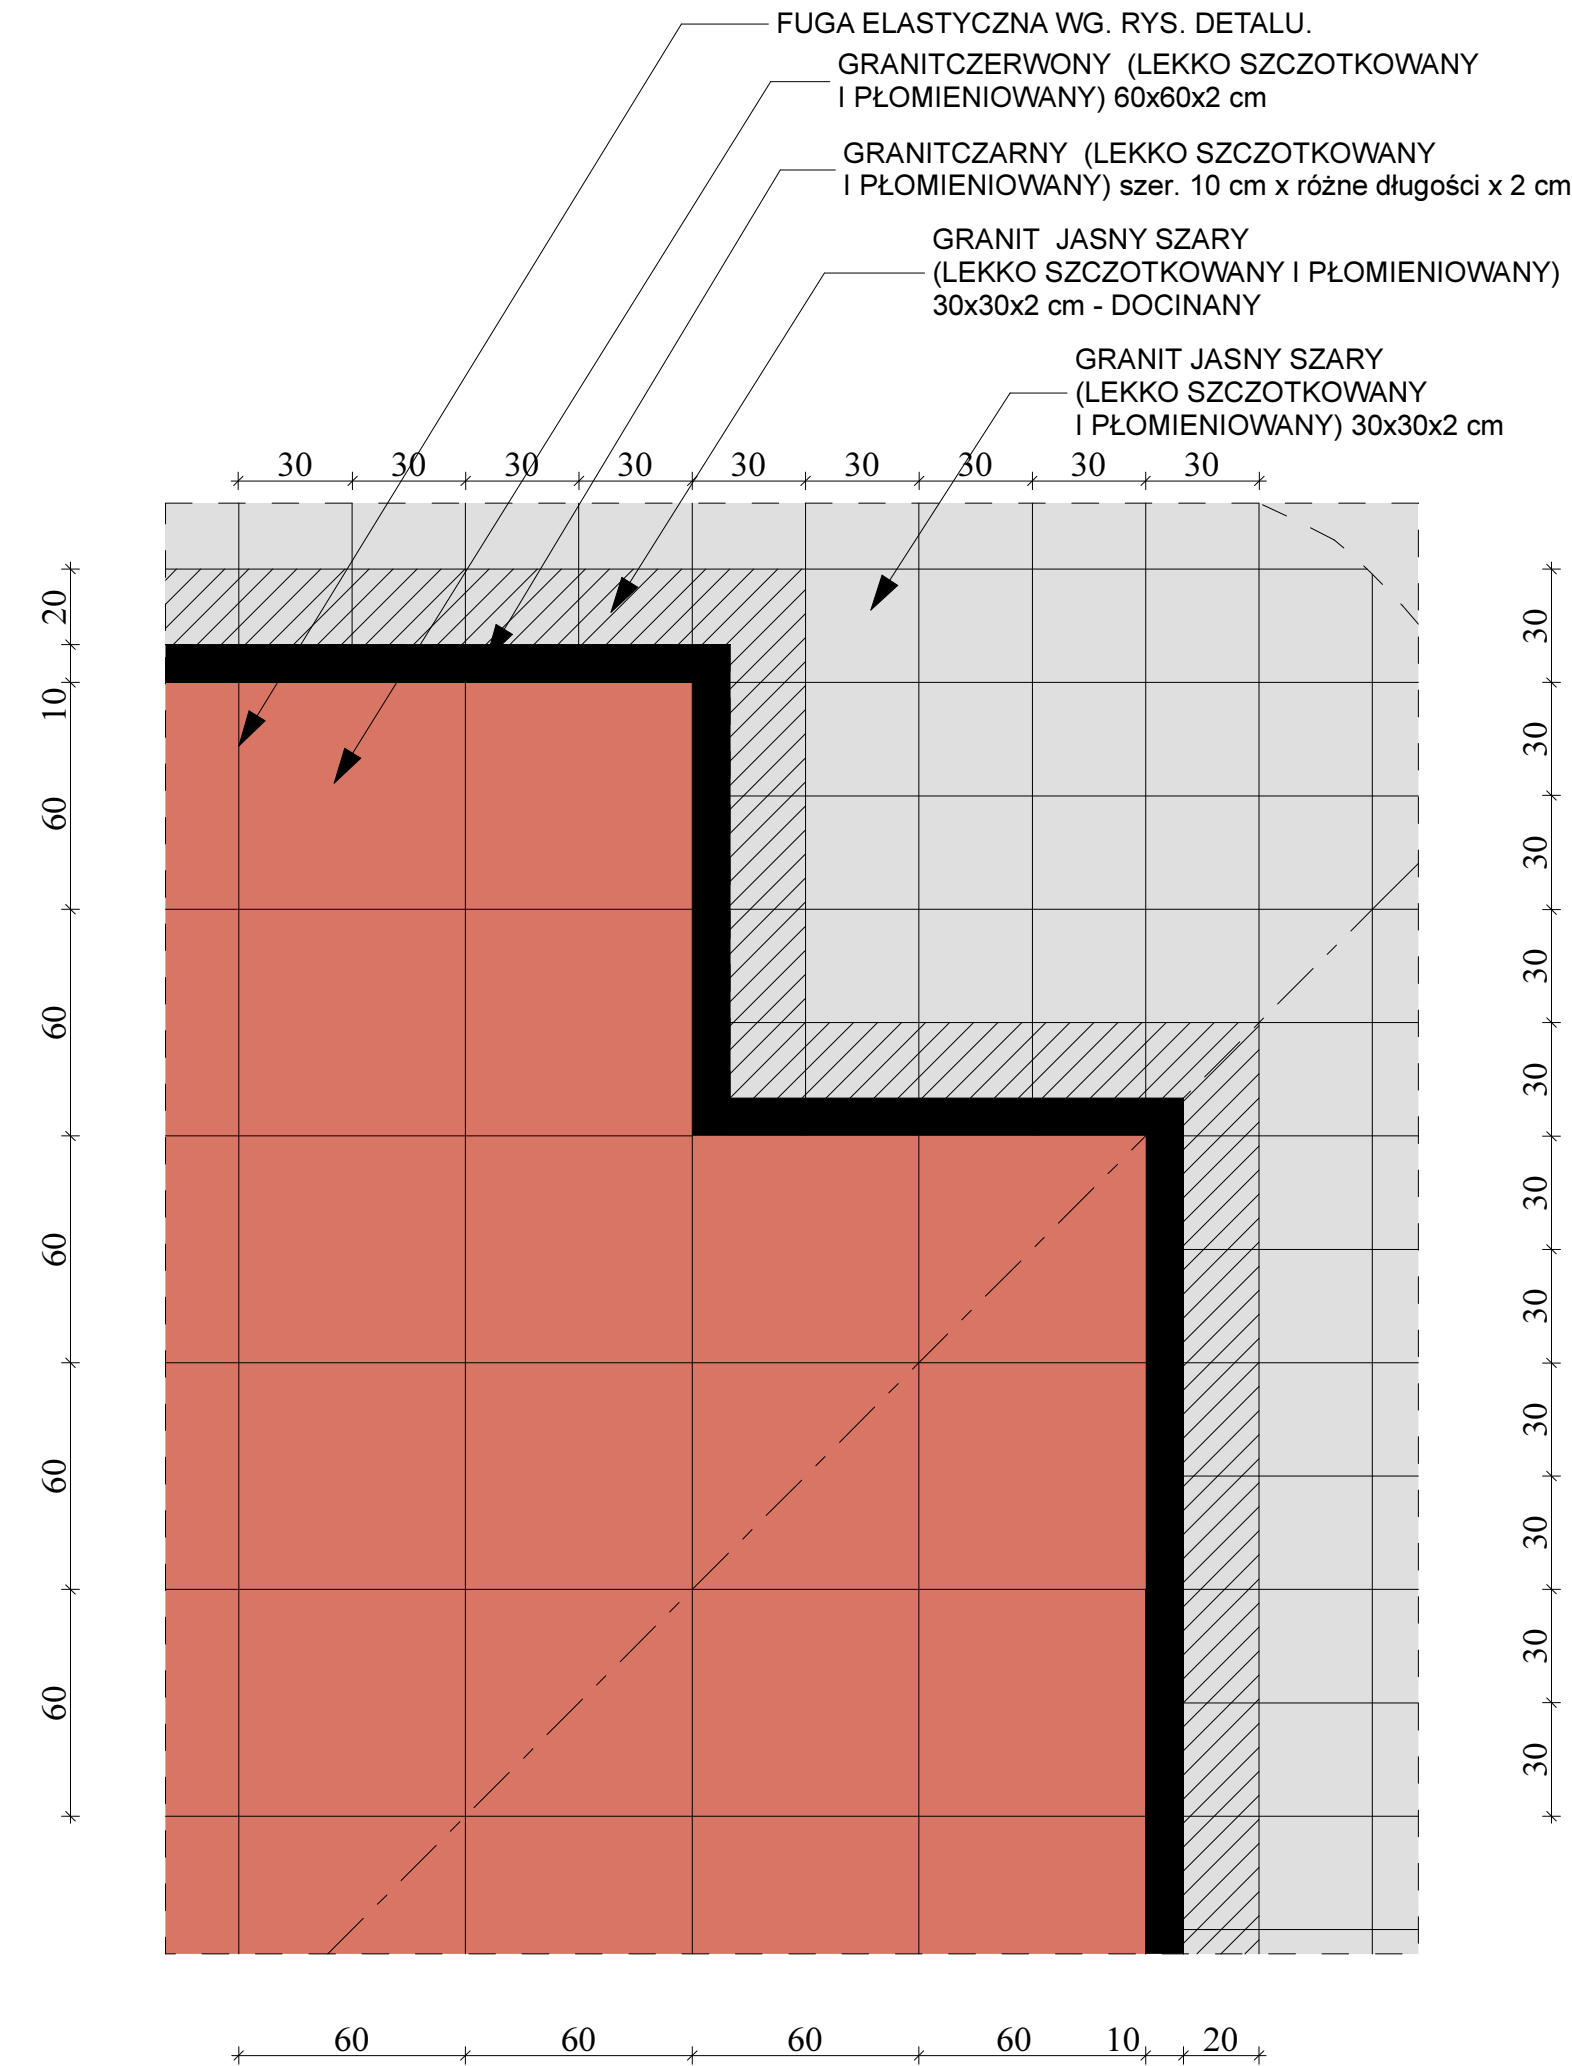 FUGA ELASTYCZNA WG. RYS. DETALU.
GRANITCZERWONY (LEKKO SZCZOTKOWANY
I PŁOMIENIOWANY) 60x60x2 cm
GRANITCZARNY (LEKKO SZCZOTKOWANY
I PŁOMIENIOWANY) szer. 10 cm x różne długości x 2 cm
GRANIT JASNY SZARY
(LEKKO SZCZOTKOWANY I PŁOMIENIOWANY)
30x30x2 cm - DOCINANY
GRANIT JASNY SZARY
(LEKKO SZCZOTKOWANY
I PŁOMIENIOWANY) 30x30x2 cm
30 30 30 30 30 30 30 30 30
20
10
60
60
60
60
60
30
30
30
30
30
30
30
30
30
30
30
60 60 60 60 10 20